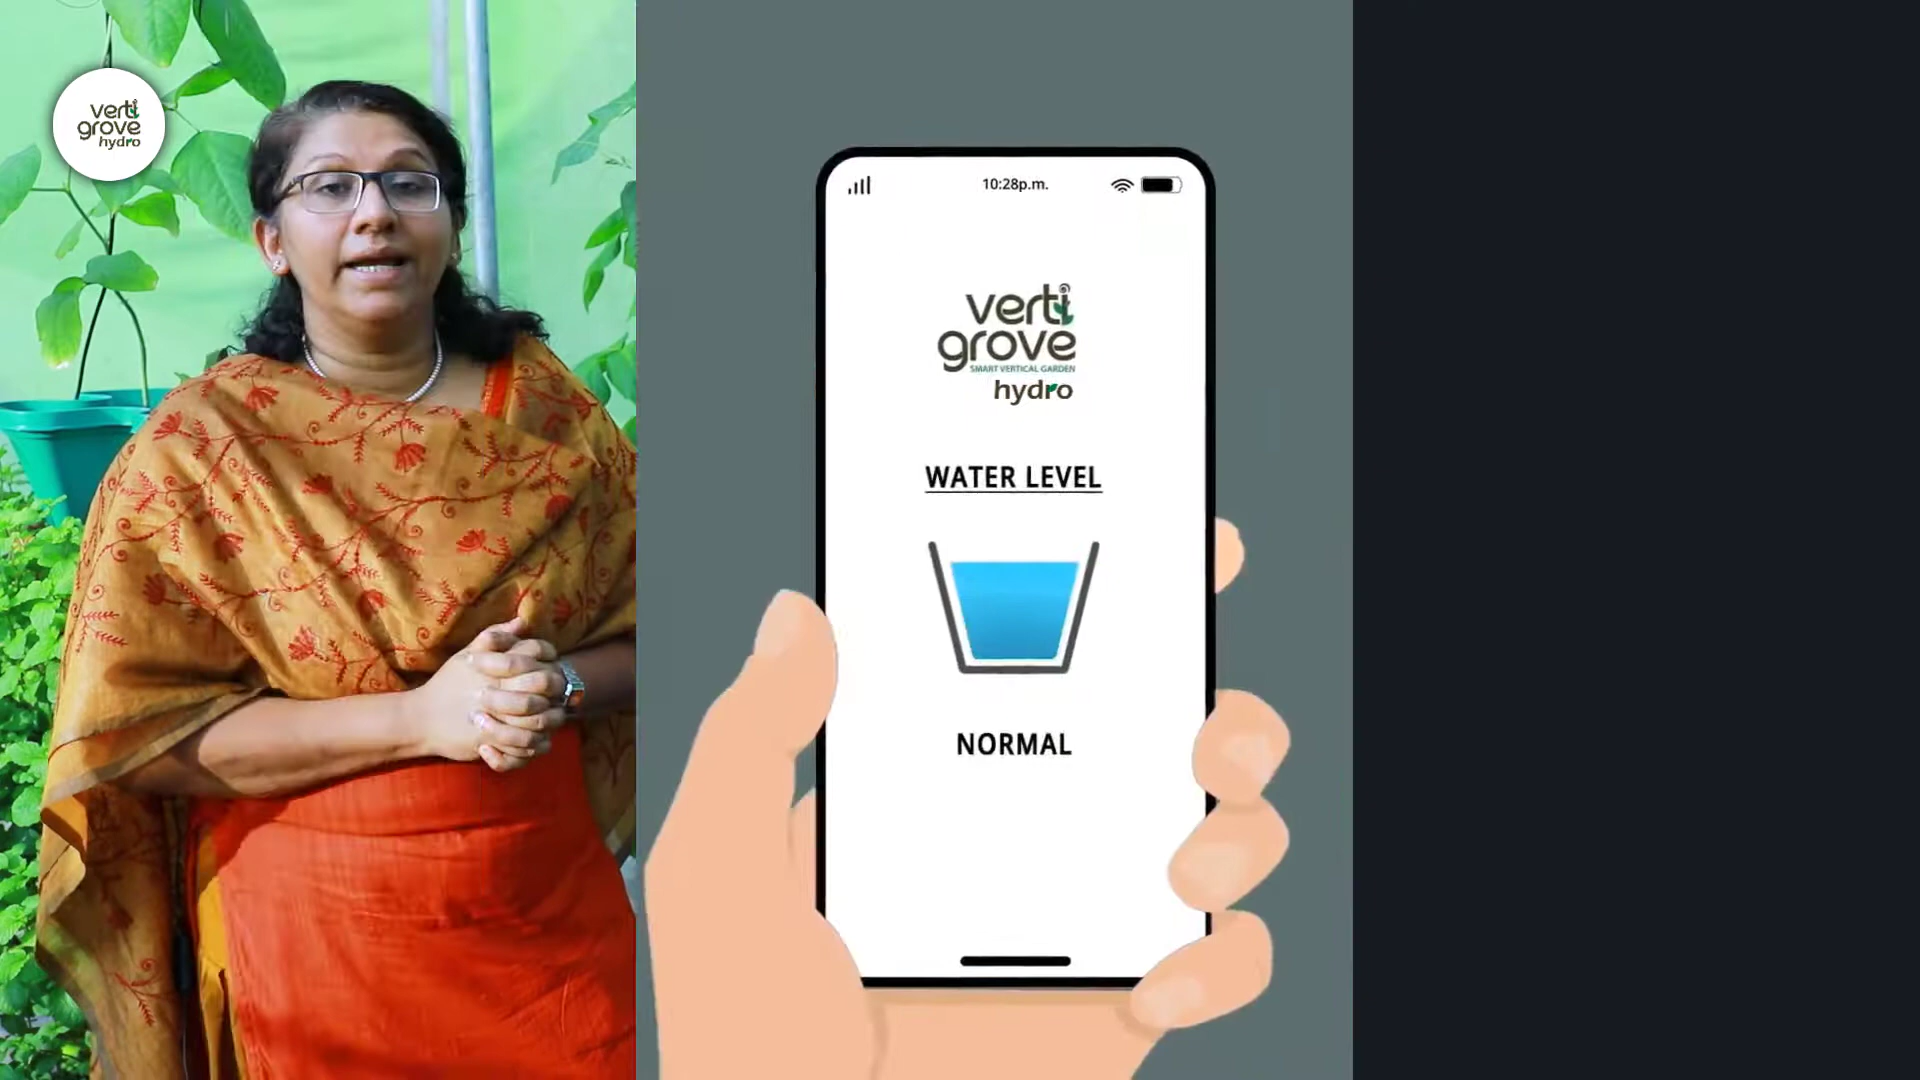 verti
grove
hydro
10:28p.m.
verti
grove
SMART VERTICAL GARDEN
hydro
WATER LEVEL
NORMAL